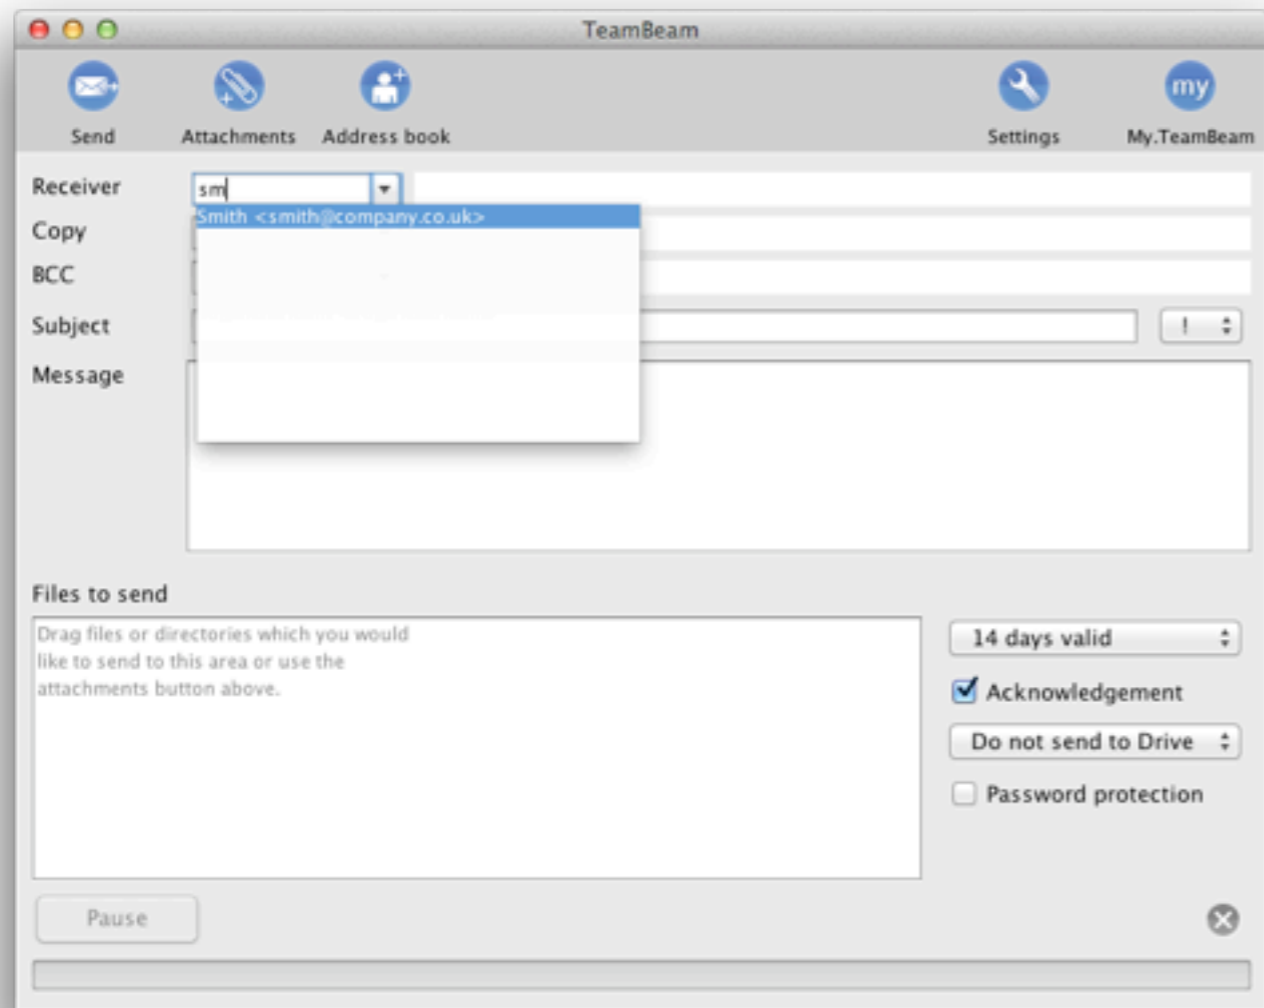 TeamBeam
my
Send Attachments Address book Settings My.TeamBeam
Receiver sm
Smith <smith@company.co.uk>
Copy
BCC
Subject !
Message
Files to send
Drag files or directories which you would
like to send to this area or use the
attachments button above.
14 days valid
Acknowledgement
Do not send to Drive
Password protection
Pause